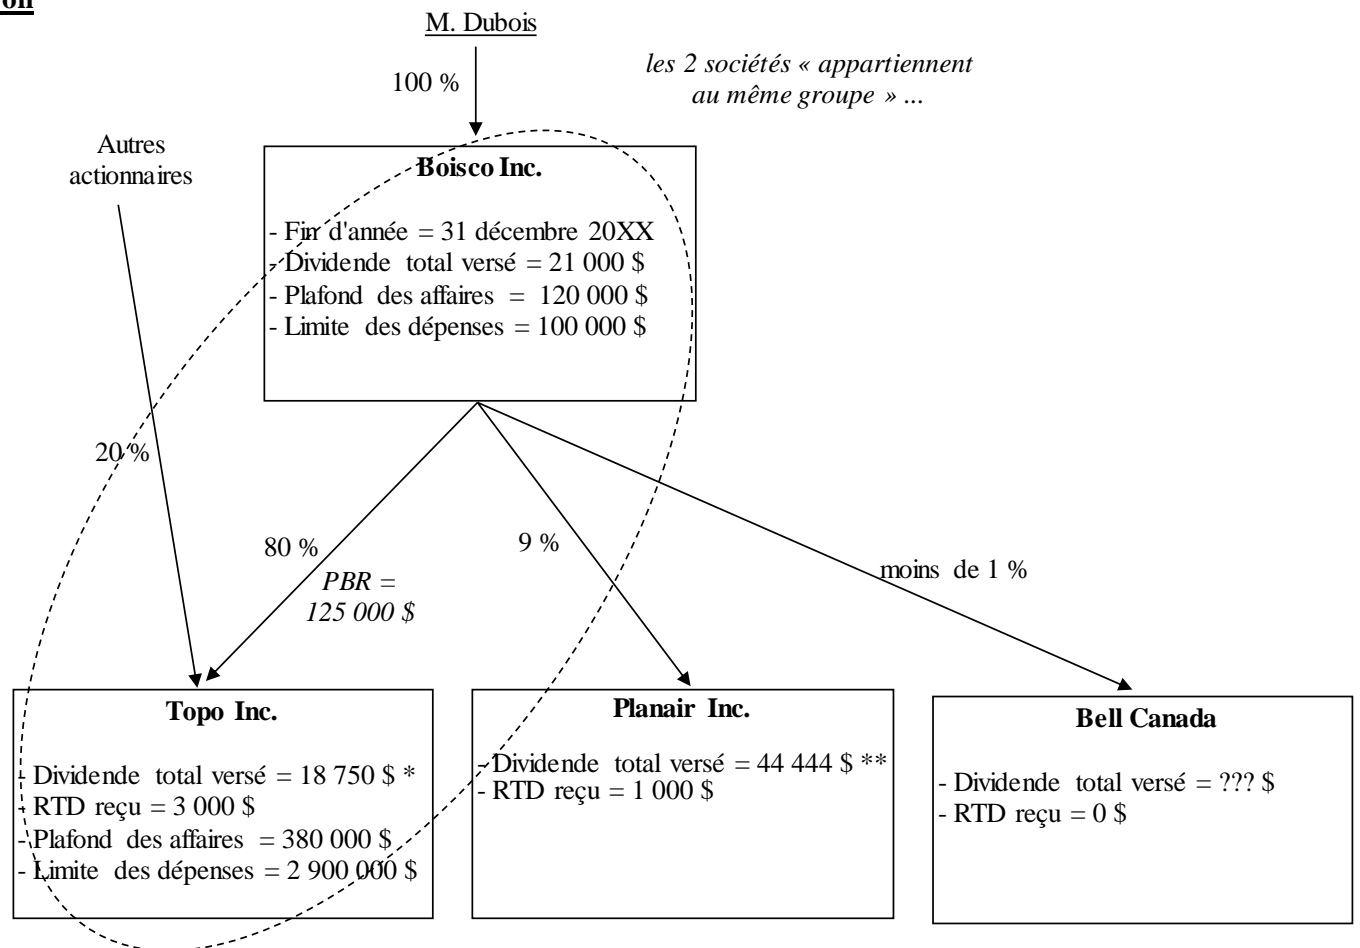 on
M. Dubois
100 %
les 2 sociétés « appartiennent
au même groupe » ...
Autres
actionnaires
Boisco Inc.
- Fin d'année = 31 décembre 20XX
- Dividende total versé = 21 000 $
- Plafond des affaires = 120 000 $
- Limite des dépenses = 100 000 $
20 %
80 %
PBR =
125 000 $
9 %
moins de 1 %
Topo Inc.
- Dividende total versé = 18 750 $ *
- RTD reçu = 3 000 $
- Plafond des affaires = 380 000 $
- Limite des dépenses = 2 900 000 $
Planair Inc.
- Dividende total versé = 44 444 $ **
- RTD reçu = 1 000 $
Bell Canada
- Dividende total versé = ??? $
- RTD reçu = 0 $